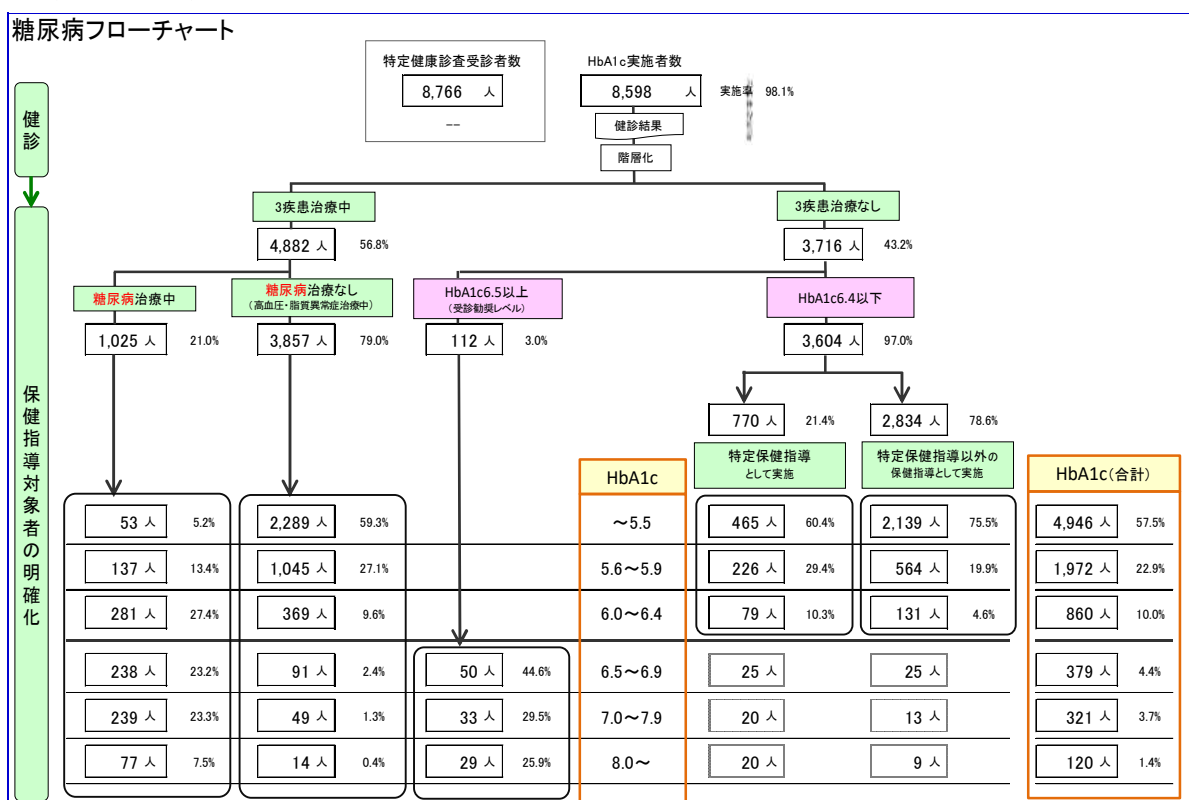 糖尿病フローチャート
特定健康診査受診者数
8,766 人
--
HbA1c実施者数
8,598 人 実施率 98.1%
健診結果
階層化
健診
3疾患治療中
4,882 人 56.8%
3疾患治療なし
3,716 人 43.2%
糖尿病治療中
1,025 人 21.0%
糖尿病治療なし
(高血圧・脂質異常症治療中)
3,857 人 79.0%
HbA1c6.5以上
(受診勧奨レベル)
112 人 3.0%
HbA1c6.4以下
3,604 人 97.0%
770 人 21.4%
2,834 人 78.6%
特定保健指導
として実施
特定保健指導以外の
保健指導として実施
保健指導対象者の明確化
HbA1c
HbA1c(合計)
53 人 5.2% 2,289 人 59.3% ～5.5 465 人 60.4% 2,139 人 75.5% 4,946 人 57.5%
137 人 13.4% 1,045 人 27.1% 5.6～5.9 226 人 29.4% 564 人 19.9% 1,972 人 22.9%
281 人 27.4% 369 人 9.6% 6.0～6.4 79 人 10.3% 131 人 4.6% 860 人 10.0%
238 人 23.2% 91 人 2.4% 50 人 44.6% 6.5～6.9 25 人 25 人 379 人 4.4%
239 人 23.3% 49 人 1.3% 33 人 29.5% 7.0～7.9 20 人 13 人 321 人 3.7%
77 人 7.5% 14 人 0.4% 29 人 25.9% 8.0～ 20 人 9 人 120 人 1.4%